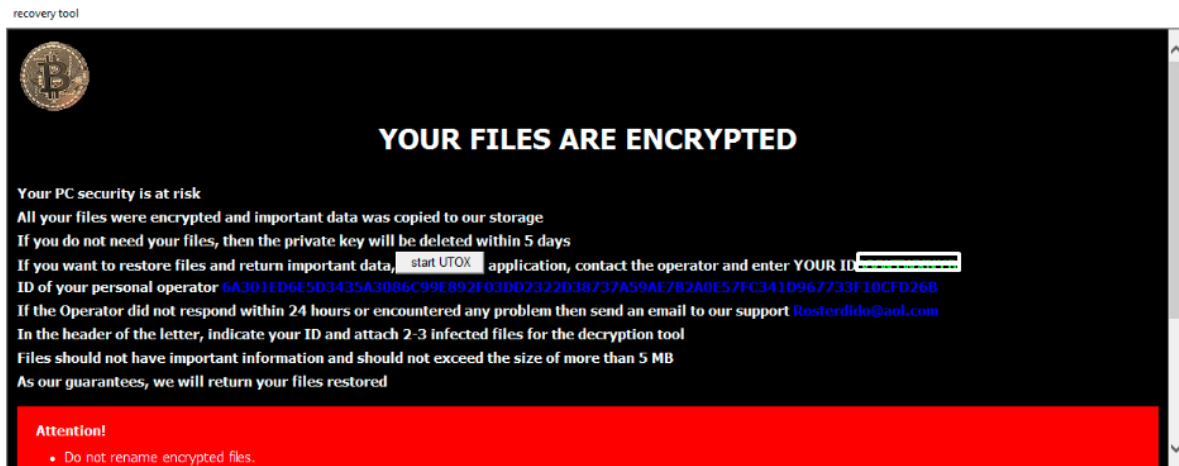 recovery tool
YOUR FILES ARE ENCRYPTED
Your PC security is at risk
All your files were encrypted and important data was copied to our storage
If you do not need your files, then the private key will be deleted within 5 days
If you want to restore files and return important data, start UTOX application, contact the operator and enter YOUR ID
ID of your personal operator 6A301ED6E5D3435A3086C99E892F03DD2322D38737A59AE7B2A0E57FC341D967733F10CFD26B
If the Operator did not respond within 24 hours or encountered any problem then send an email to our support Rosterdido@aol.com
In the header of the letter, indicate your ID and attach 2-3 infected files for the decryption tool
Files should not have important information and should not exceed the size of more than 5 MB
As our guarantees, we will return your files restored
Attention!
• Do not rename encrypted files.